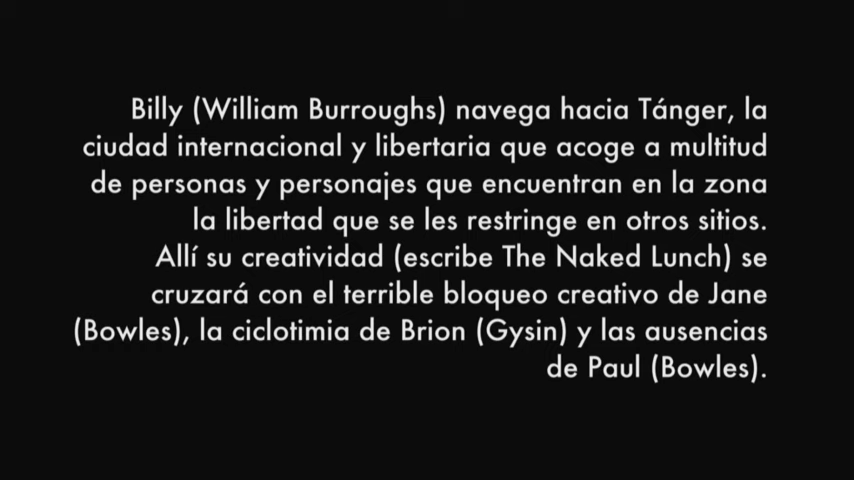 Billy (William Burroughs) navega hacia Tánger, la
ciudad internacional y libertaria que acoge a multitud
de personas y personajes que encuentran en la zona
la libertad que se les restringe en otros sitios.
Allí su creatividad (escribe The Naked Lunch) se
cruzará con el terrible bloqueo creativo de Jane
(Bowles), la ciclotimia de Brion (Gysin) y las ausencias
de Paul (Bowles).